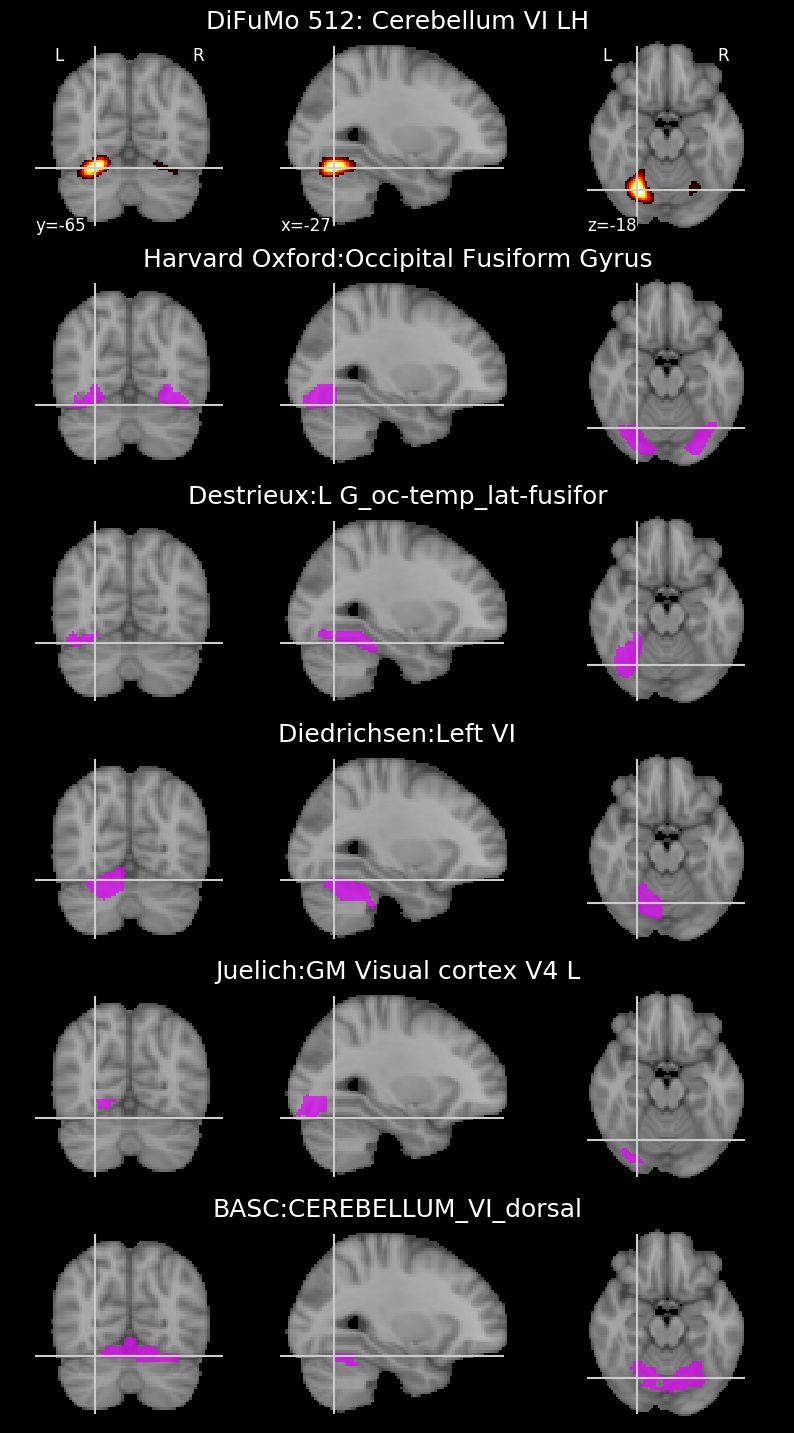 DiFuMo 512: Cerebellum VI LH
L R L R
y=-65 x=-27 z=-18
Harvard Oxford:Occipital Fusiform Gyrus
Destrieux:L G_oc-temp_lat-fusifor
Diedrichsen:Left VI
Juelich:GM Visual cortex V4 L
BASC:CEREBELLUM_VI_dorsal